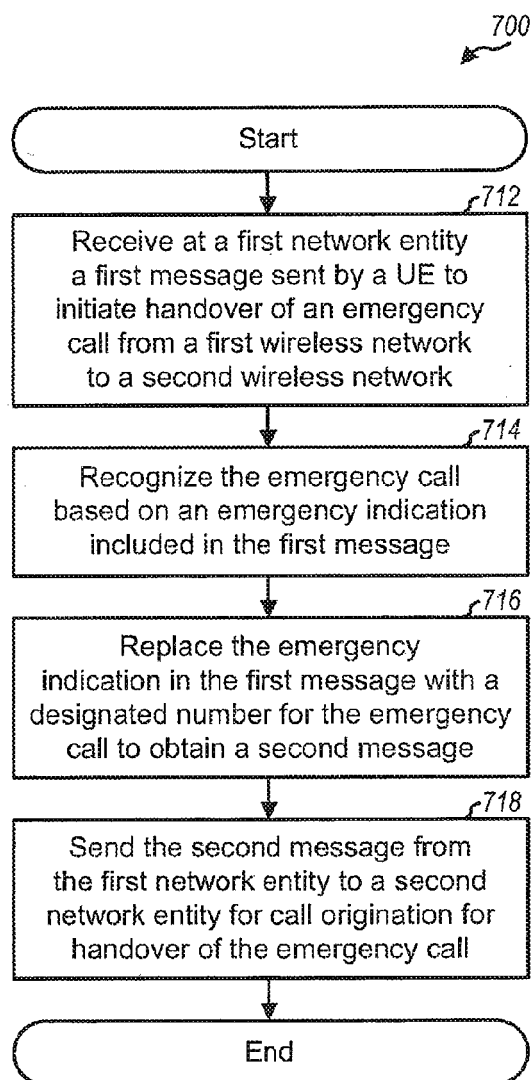 700
Start
712
Receive at a first network entity
a first message sent by a UE to
initiate handover of an emergency
call from a first wireless network
to a second wireless network
714
Recognize the emergency call
based on an emergency indication
included in the first message
716
Replace the emergency
indication in the first message with a
designated number for the emergency
call to obtain a second message
718
Send the second message from
the first network entity to a second
network entity for call origination for
handover of the emergency call
End